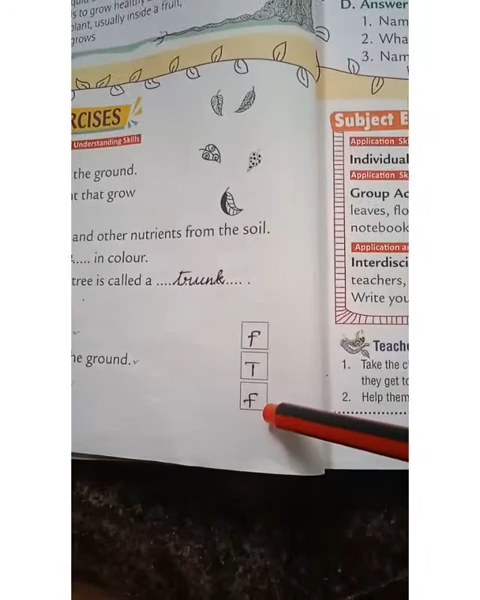 s to grow healthy
plant, usually inside a fruit,
grows
RCISES
Understanding Skills
the ground.
that grow
and other nutrients from the soil.
.... in colour.
tree is called a ....trunk.... .
f
he ground.
T
f
D. Answer
1. Nam
2. Wha
3. Nam
Subject E
Application Sk
Individual
Application Sk
Group Ac
leaves, flo
notebook
Application a
Interdisci
teachers,
Write you
Teache
1. Take the c
they get to
2. Help them